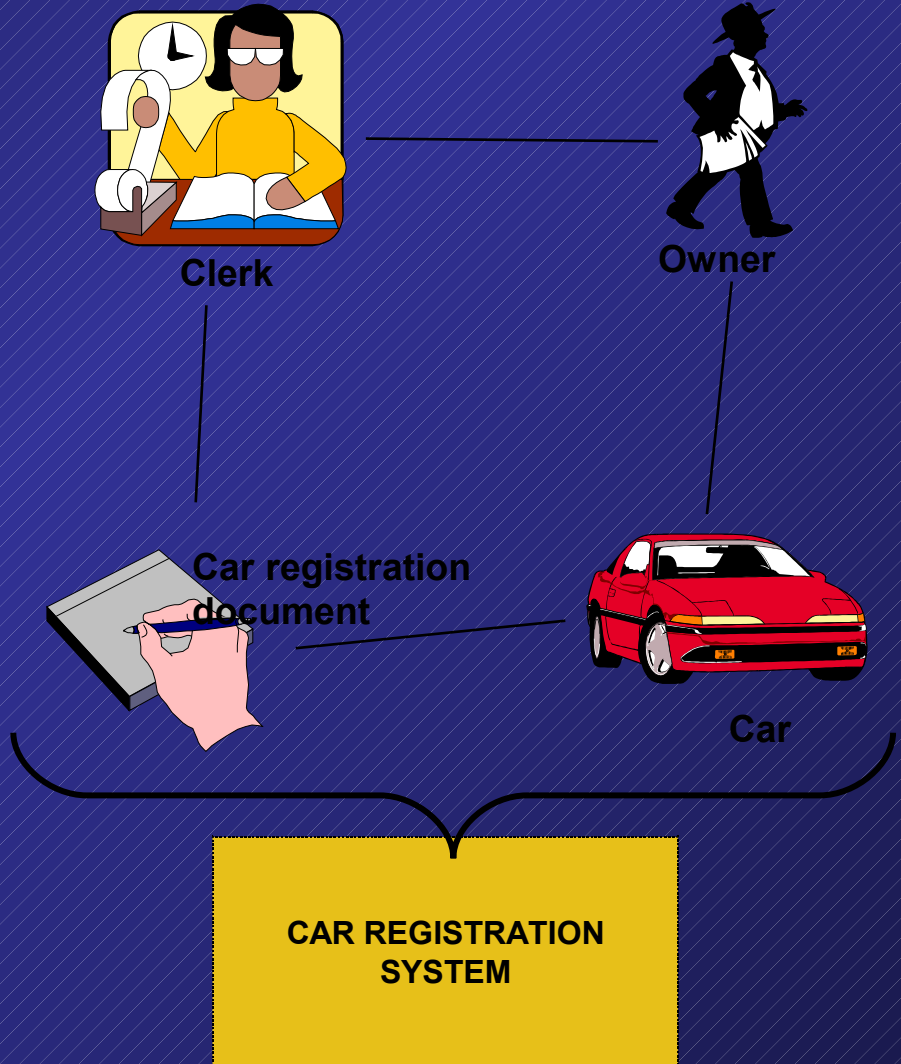 Clerk
Owner
Car registration
document
Car
CAR REGISTRATION
SYSTEM